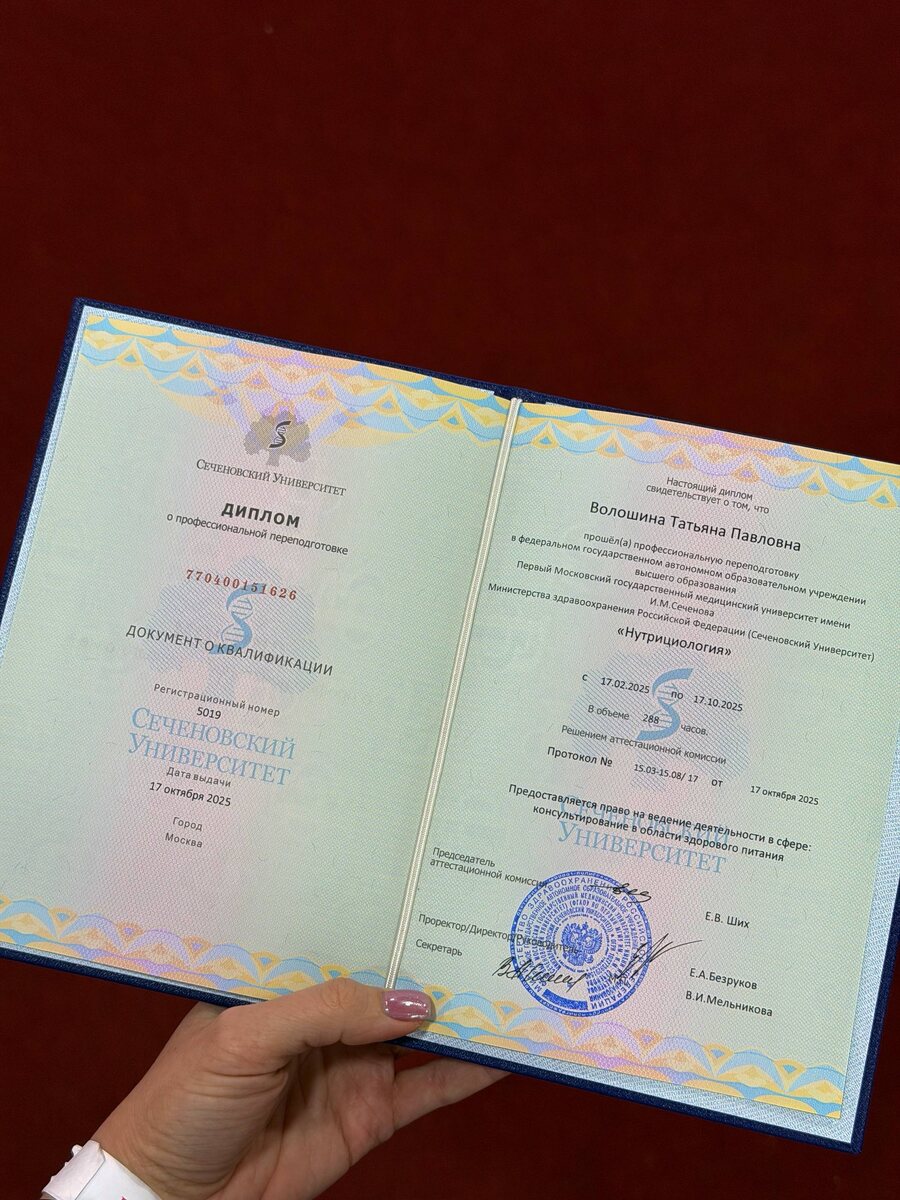 Сеченовский Университет
ДИПЛОМ
о профессиональной переподготовке
770400151626
ДОКУМЕНТ О КВАЛИФИКАЦИИ
Регистрационный номер
5019
Сеченовский
Университет
Дата выдачи
17 октября 2025
Город
Москва
Настоящий диплом
свидетельствует о том, что
Волошина Татьяна Павловна
прошёл(а) профессиональную переподготовку
в федеральном государственном автономном образовательном учреждении
высшего образования
Первый Московский государственный медицинский университет имени
И.М.Сеченова
Министерства здравоохранения Российской Федерации (Сеченовский Университет)
«Нутрициология»
с 17.02.2025 по 17.10.2025
В объеме 288 часов.
Решением аттестационной комиссии
Протокол № 15.03-15.08/ 17 от 17 октября 2025
Предоставляется право на ведение деятельности в сфере:
консультирование в области здорового питания
Сеченовский
Университет
Председатель
аттестационной комиссии
Е.В. Ших
Проректор/Директор/Руководитель
Е.А.Безруков
Секретарь
В.И.Мельникова